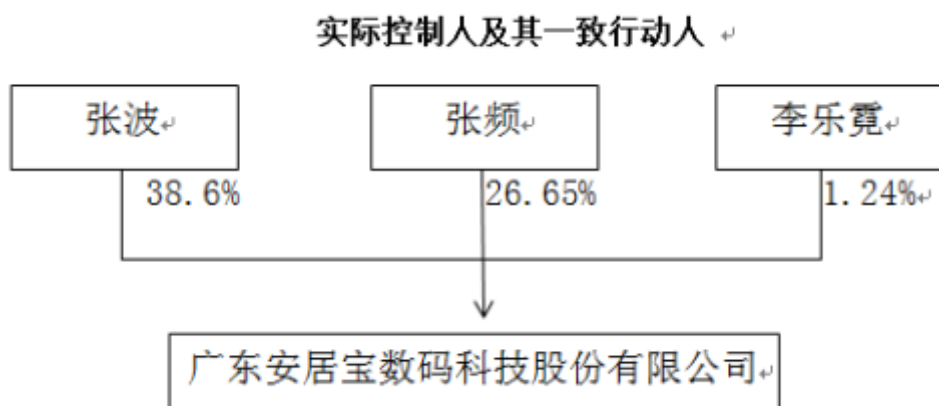 实际控制人及其一致行动人
张波
张频
李乐霓
38.6%
26.65%
1.24%
广东安居宝数码科技股份有限公司